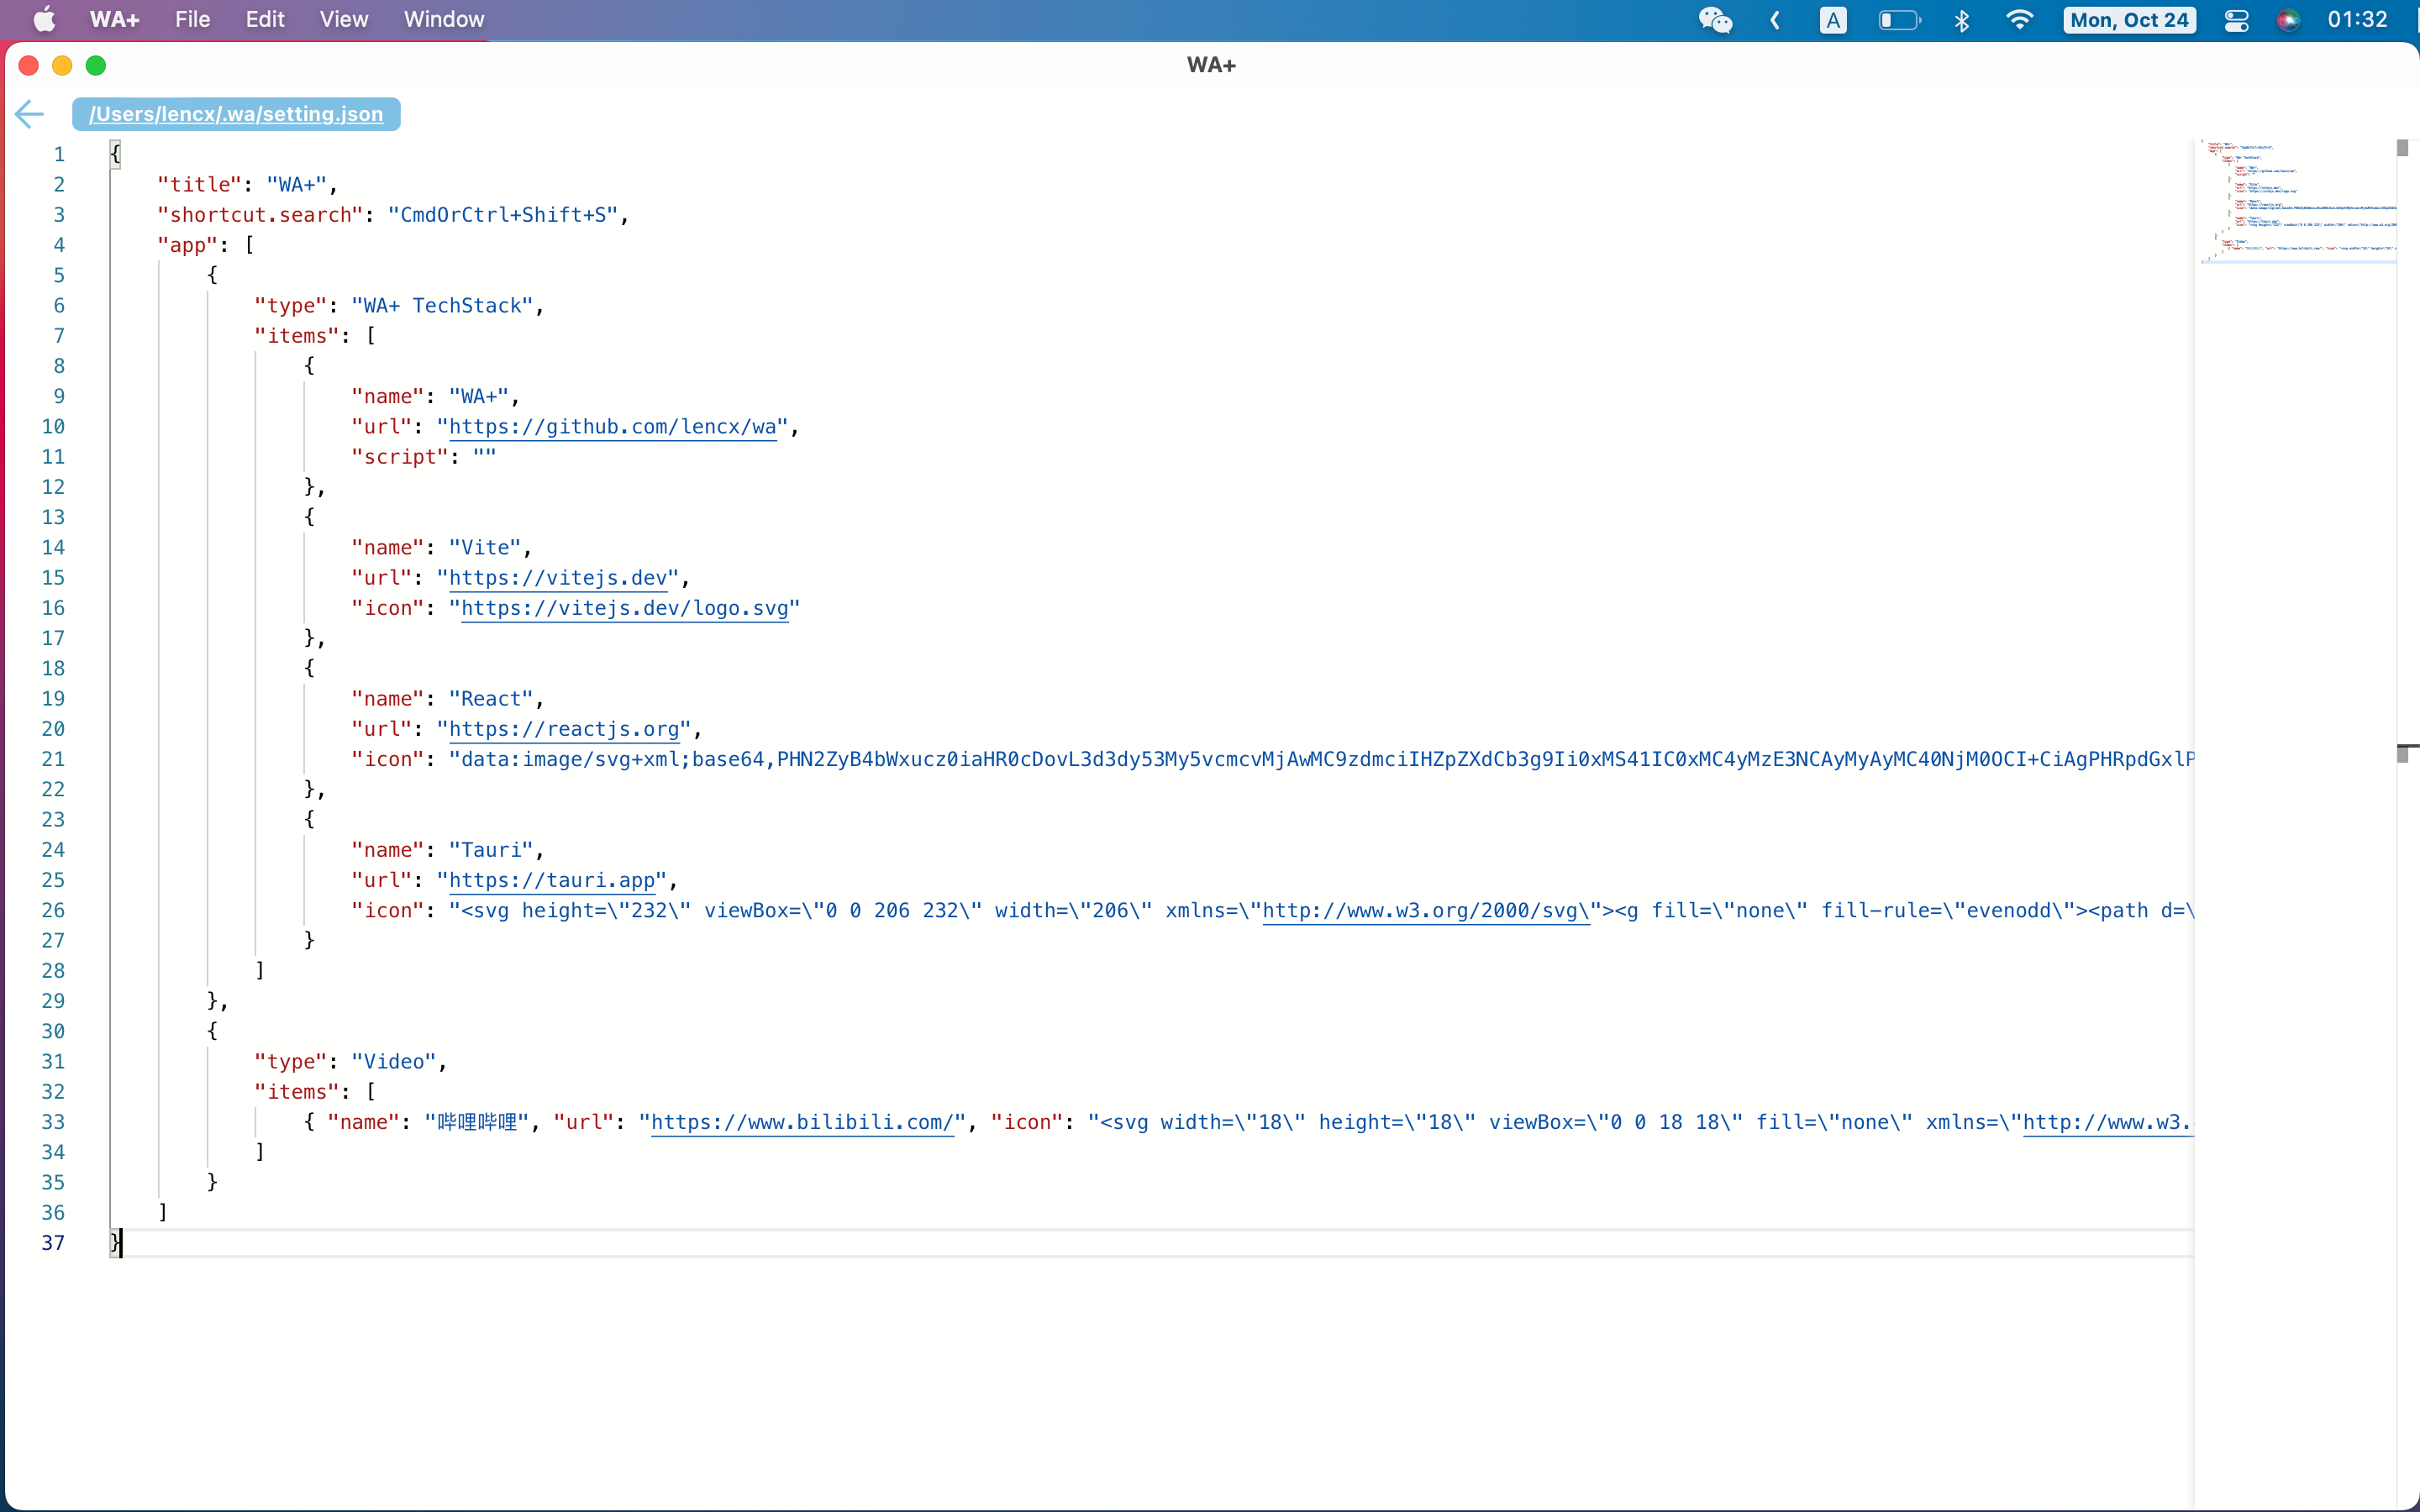 WA+ File Edit View Window A Mon, Oct 24 01:32
WA+
/Users/lencx/.wa/setting.json
1 {
2 "title": "WA+",
3 "shortcut.search": "CmdOrCtrl+Shift+S",
4 "app": [
5 {
6 "type": "WA+ TechStack",
7 "items": [
8 {
9 "name": "WA+",
10 "url": "https://github.com/lencx/wa",
11 "script": ""
12 },
13 {
14 "name": "Vite",
15 "url": "https://vitejs.dev",
16 "icon": "https://vitejs.dev/logo.svg"
17 },
18 {
19 "name": "React",
20 "url": "https://reactjs.org",
21 "icon": "data:image/svg+xml;base64,PHN2ZyB4bWxucz0iaHR0cDovL3d3dy53My5vcmcvMjAwMC9zdmciIHZpZXdCb3g9Ii0xMS41IC0xMC4yMzE3NCAyMyAyMC40NjM0OCI+CiAgPHRpdGxlP
22 },
23 {
24 "name": "Tauri",
25 "url": "https://tauri.app",
26 "icon": "<svg height=\"232\" viewBox=\"0 0 206 232\" width=\"206\" xmlns=\"http://www.w3.org/2000/svg\"><g fill=\"none\" fill-rule=\"evenodd\"><path d=\
27 }
28 ]
29 },
30 {
31 "type": "Video",
32 "items": [
33 { "name": "哔哩哔哩", "url": "https://www.bilibili.com/", "icon": "<svg width=\"18\" height=\"18\" viewBox=\"0 0 18 18\" fill=\"none\" xmlns=\"http://www.w3.
34 ]
35 }
36 ]
37 }